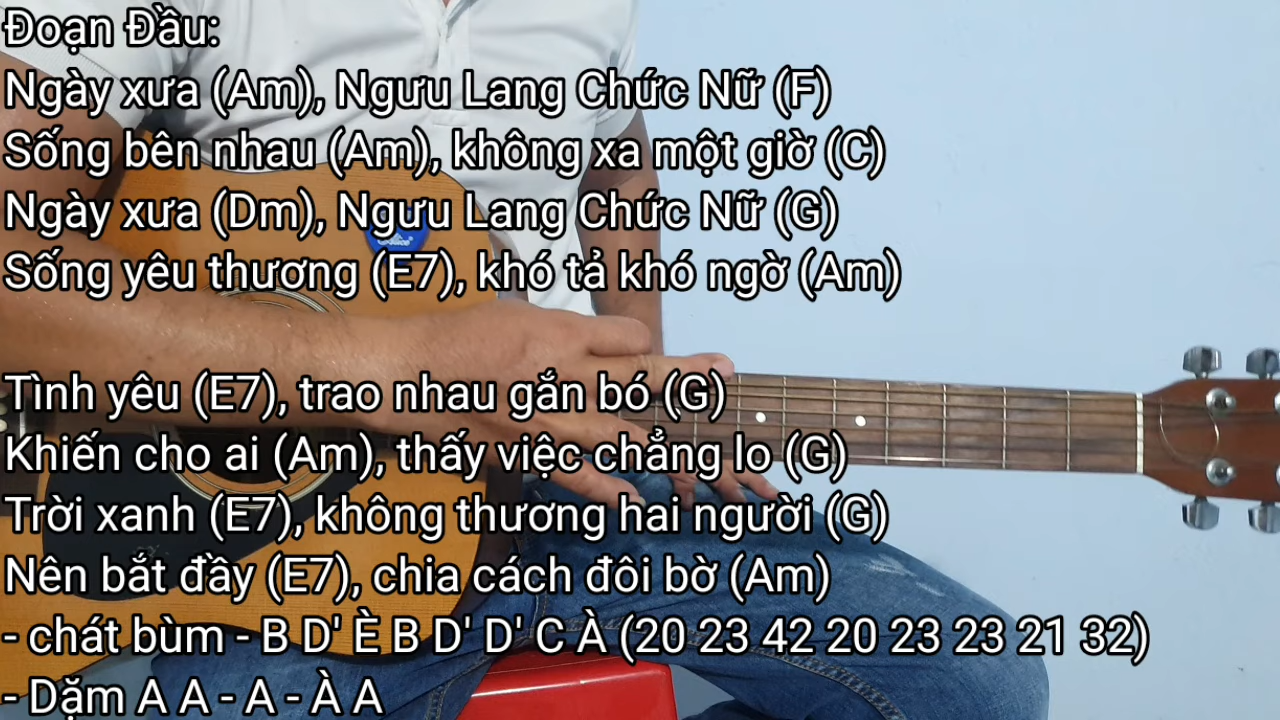 Đoạn Đầu:
Ngày xưa (Am), Ngưu Lang Chức Nữ (F)
Sống bên nhau (Am), không xa một giờ (C)
Ngày xưa (Dm), Ngưu Lang Chức Nữ (G)
Alice
Sống yêu thương (E7), khó tả khó ngờ (Am)
Tình yêu (E7), trao nhau gắn bó (G)
Khiến cho ai (Am), thấy việc chẳng lo (G)
Trời xanh (E7), không thương hai người (G)
Nên bắt đầy (E7), chia cách đôi bờ (Am)
- chát bùm - B D' È B D' D' C À (20 23 42 20 23 23 21 32)
- Dặm A A - A - À A